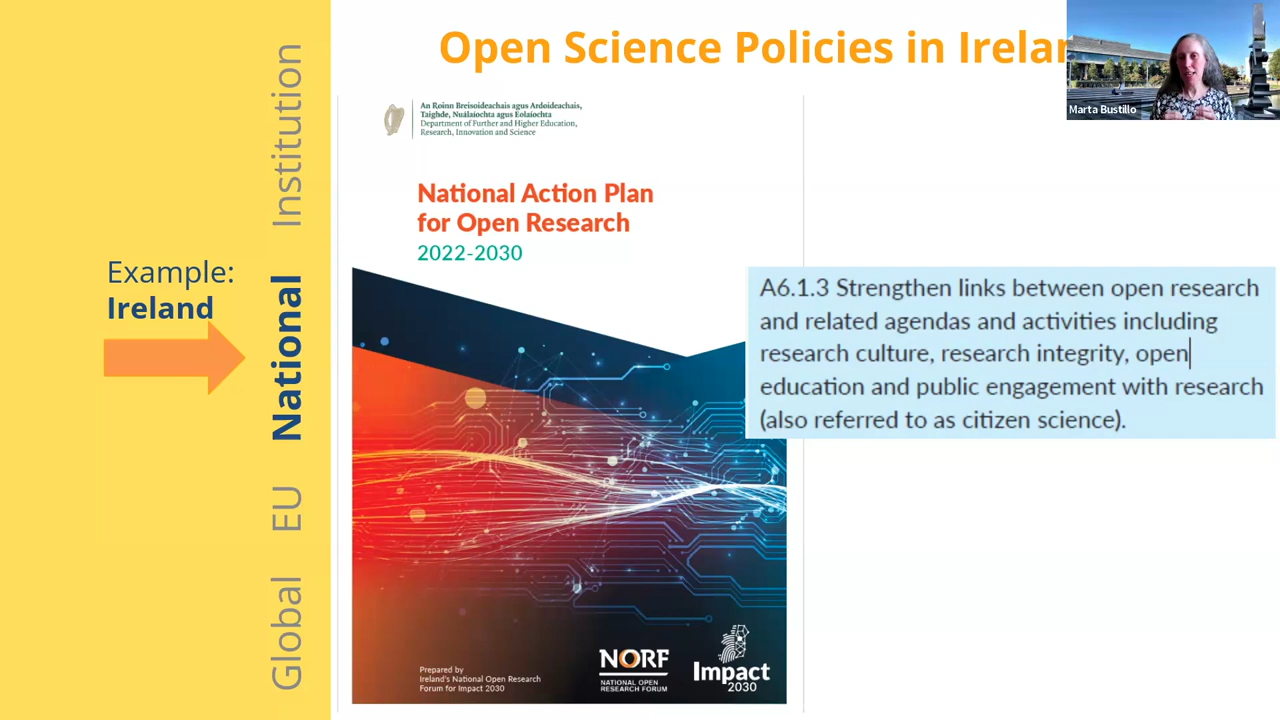 Open Science Policies in Irelan
Marta Bustillo
Institution
National
EU
Global
Example:
Ireland
An Roinn Breisoideachais agus Ardoideachais,
Taighde, Nuálaíochta agus Eolaíochta
Department of Further and Higher Education,
Research, Innovation and Science
National Action Plan
for Open Research
2022-2030
A6.1.3 Strengthen links between open research
and related agendas and activities including
research culture, research integrity, open
education and public engagement with research
(also referred to as citizen science).
Prepared by
Ireland's National Open Research
Forum for Impact 2030
NORF
NATIONAL OPEN
RESEARCH FORUM
Impact
2030